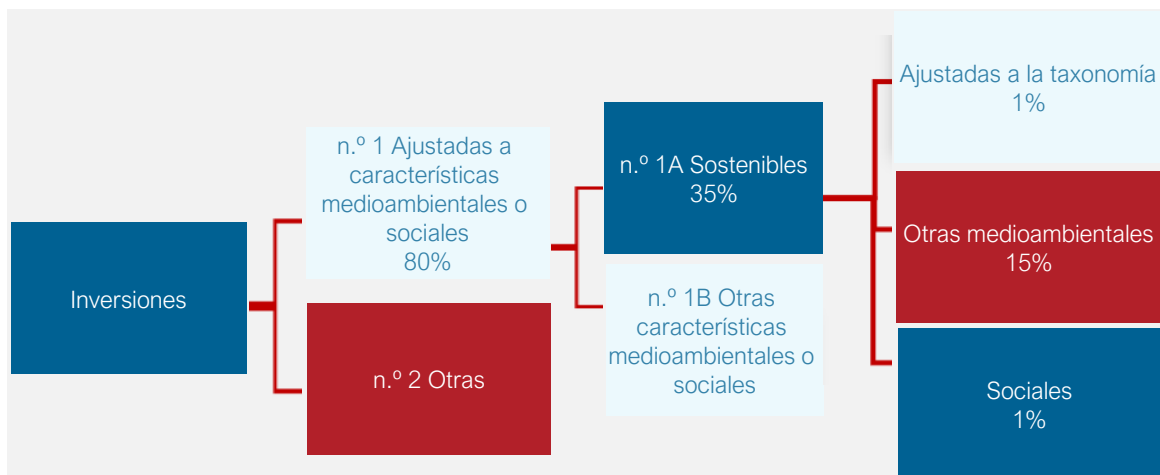 Inversiones
n.º 1 Ajustadas a
características
medioambientales o
sociales
80%
n.º 2 Otras
n.º 1A Sostenibles
35%
n.º 1B Otras
características
medioambientales o
sociales
Ajustadas a la taxonomía
1%
Otras medioambientales
15%
Sociales
1%